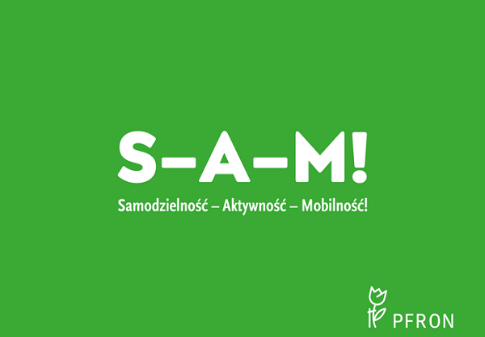 S–A–M!
Samodzielność – Aktywność – Mobilność!
PFRON